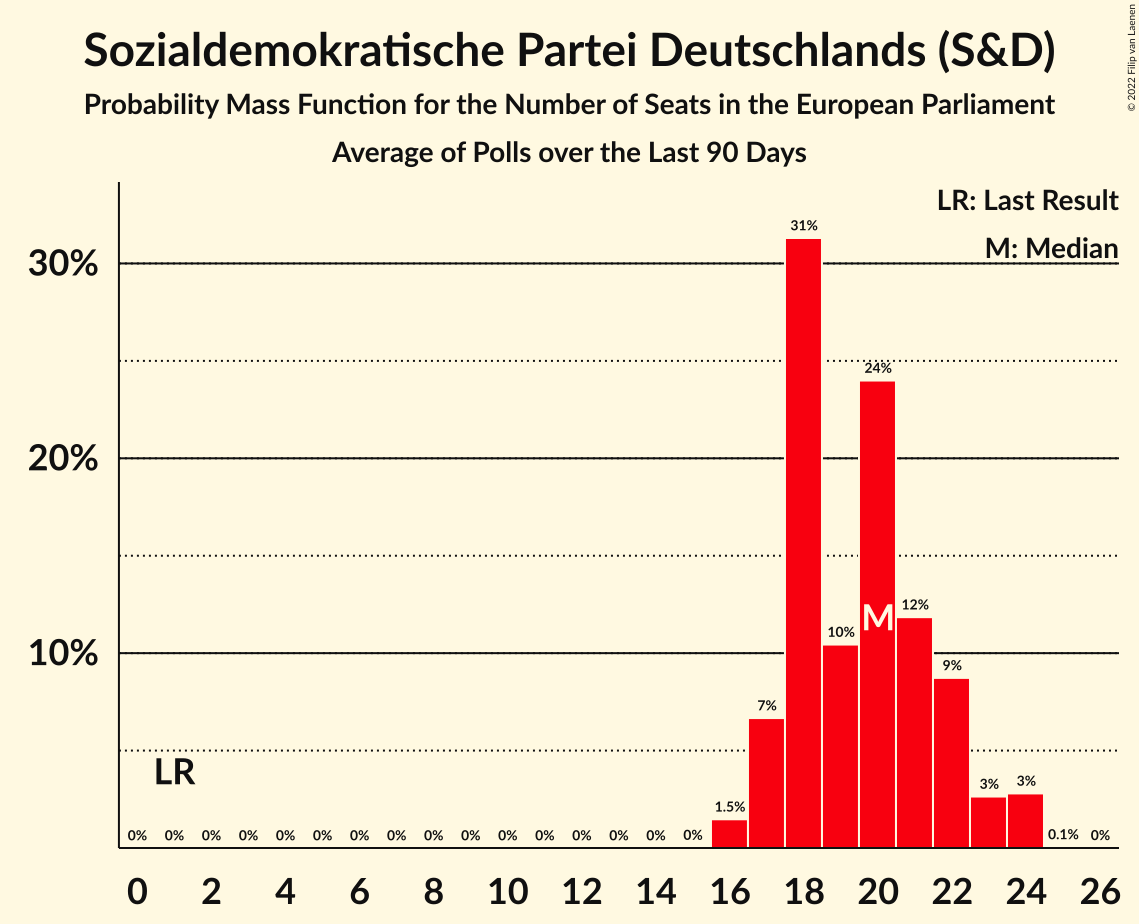 Sozialdemokratische Partei Deutschlands (S&D)
Probability Mass Function for the Number of Seats in the European Parliament
Average of Polls over the Last 90 Days
© 2022 Filip van Laenen
LR: Last Result
M: Median
30%
20%
10%
31%
24%
12%
10%
9%
7%
3%
3%
1.5%
0.1%
M
LR
0% 0% 0% 0% 0% 0% 0% 0% 0% 0% 0% 0% 0% 0% 0% 0% 0%
0 2 4 6 8 10 12 14 16 18 20 22 24 26